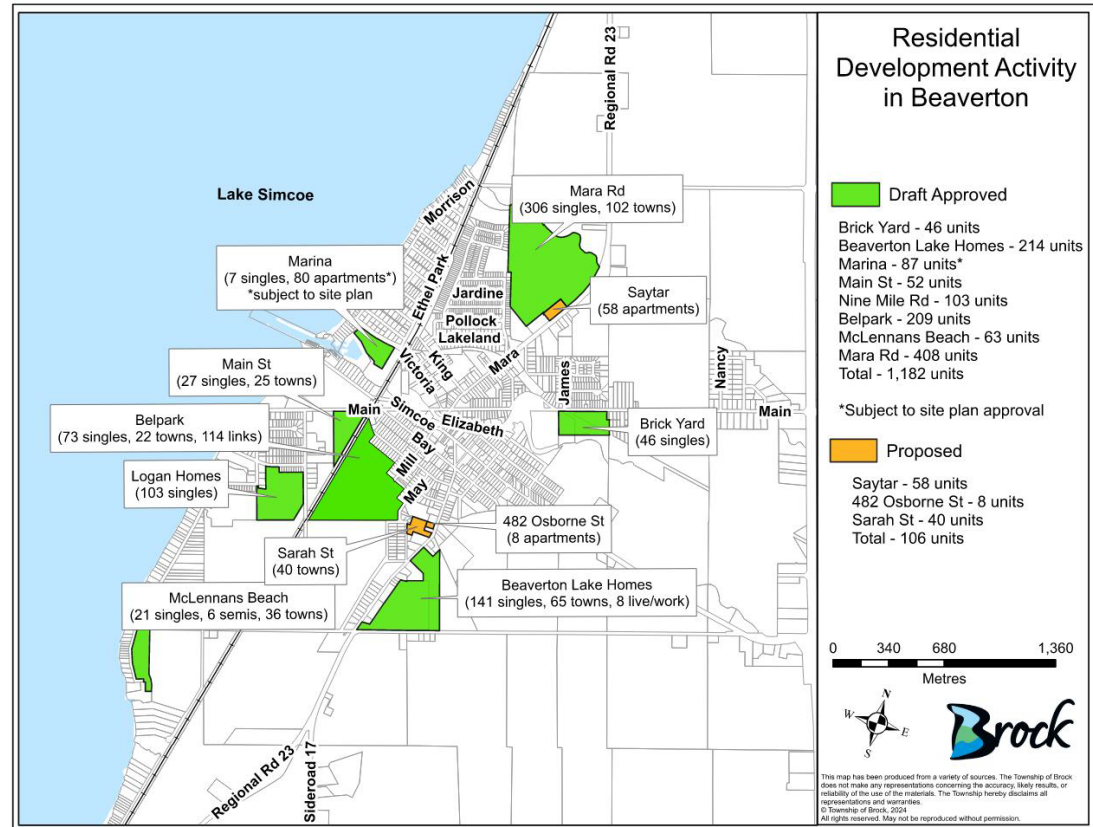 Residential
Development Activity
in Beaverton
Draft Approved
Brick Yard - 46 units
Beaverton Lake Homes - 214 units
Marina - 87 units*
Main St - 52 units
Nine Mile Rd - 103 units
Belpark - 209 units
McLennans Beach - 63 units
Mara Rd - 408 units
Total - 1,182 units
*Subject to site plan approval
Proposed
Saytar - 58 units
482 Osborne St - 8 units
Sarah St - 40 units
Total - 106 units
0 340 680 1,360
Metres
N
W
E
S
Brock
This map has been produced from a variety of sources. The Township of Brock
does not make any representations concerning the accuracy, likely results, or
reliability of the use of the materials. The Township hereby disclaims all
representations and warranties.
© Township of Brock, 2024
All rights reserved. May not be reproduced without permission.
Regional Rd 23
Lake Simcoe
Morrison
Mara Rd
(306 singles, 102 towns)
Marina
(7 singles, 80 apartments*)
*subject to site plan
Ethel Park
Jardine
Saytar
(58 apartments)
Pollock
Lakeland
Victoria
King
Mara
Main St
(27 singles, 25 towns)
James
Nancy
Main
Simcoe
Elizabeth
Main
Belpark
(73 singles, 22 towns, 114 links)
Bay
Brick Yard
(46 singles)
Mill
Logan Homes
(103 singles)
May
482 Osborne St
(8 apartments)
Sarah St
(40 towns)
McLennans Beach
(21 singles, 6 semis, 36 towns)
Beaverton Lake Homes
(141 singles, 65 towns, 8 live/work)
Regional Rd 23
Sideroad 17